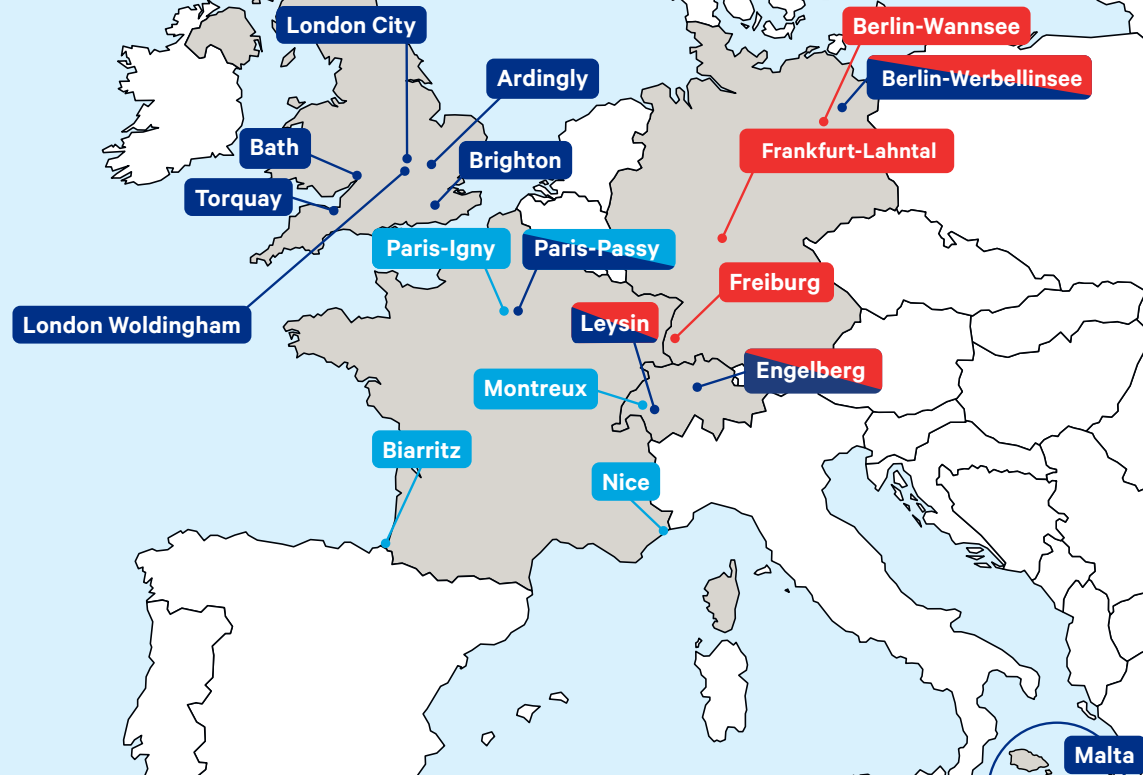 London City
Berlin-Wannsee
Ardingly
Berlin-Werbellinsee
Bath
Brighton
Frankfurt-Lahntal
Torquay
Paris-Igny
Paris-Passy
Freiburg
London Woldingham
Leysin
Engelberg
Montreux
Biarritz
Nice
Malta